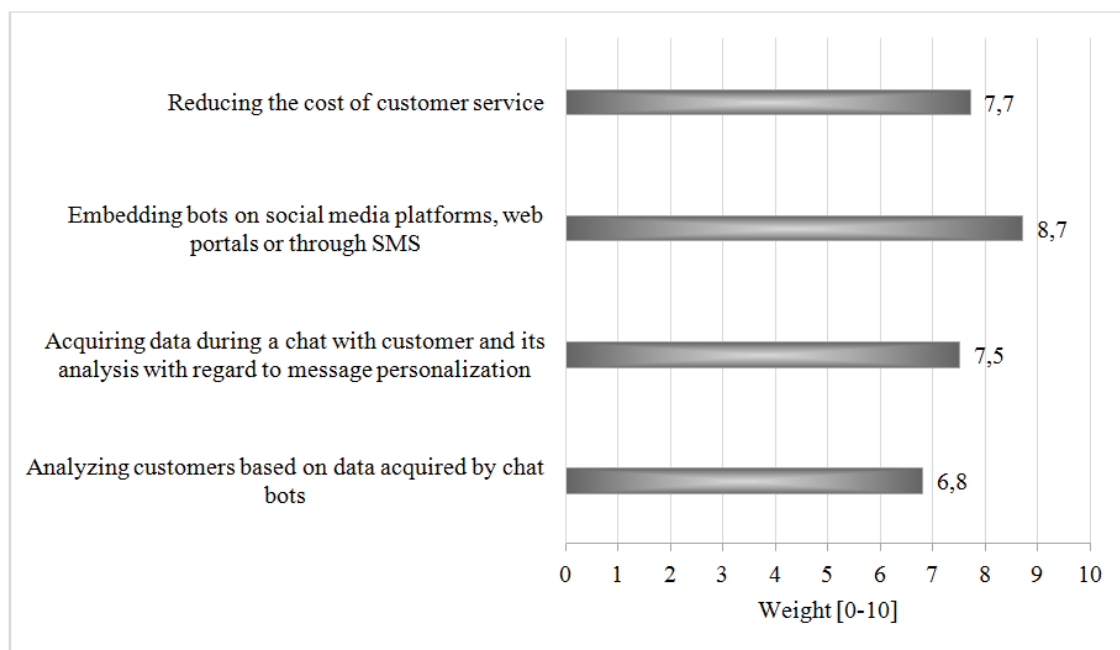 Reducing the cost of customer service
7,7
Embedding bots on social media platforms, web
portals or through SMS
8,7
Acquiring data during a chat with customer and its
analysis with regard to message personalization
7,5
Analyzing customers based on data acquired by chat
bots
6,8
0 1 2 3 4 5 6 7 8 9 10
Weight [0-10]